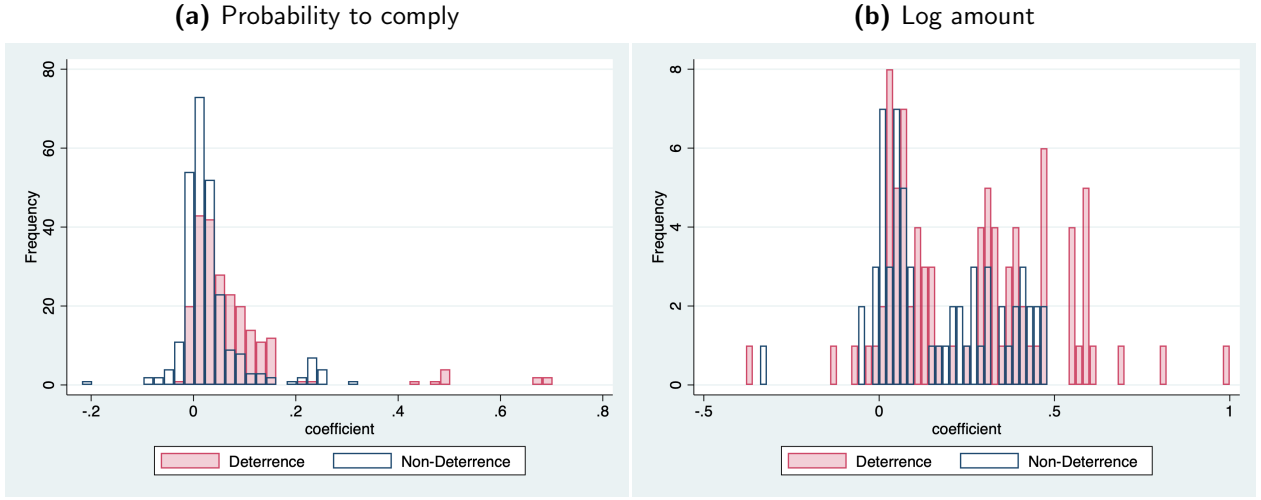 (a) Probability to comply
(b) Log amount
80
60
40
20
0
Frequency
-.2 0 .2 .4 .6 .8
coefficient
Deterrence Non-Deterrence
8
6
4
2
0
Frequency
-.5 0 .5 1
coefficient
Deterrence Non-Deterrence